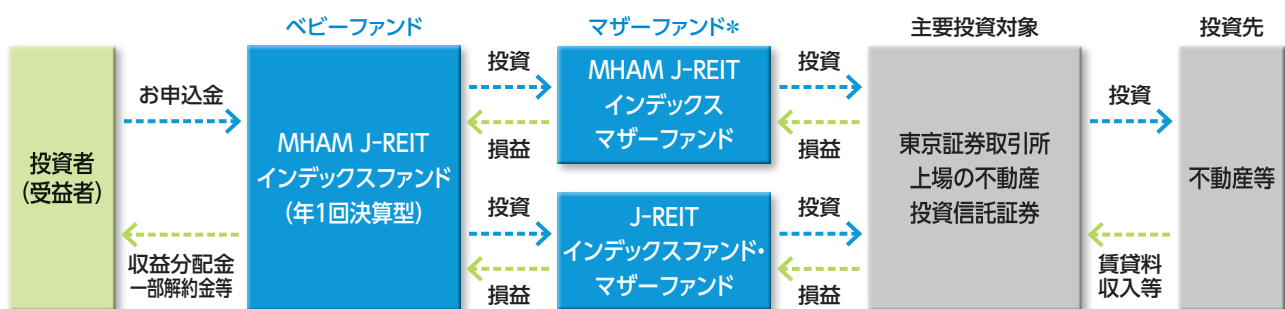 ベビーファンド
マザーファンド*
主要投資対象
投資先
投資者
(受益者)
お申込金
収益分配金
一部解約金等
MHAM J-REIT
インデックスファンド
(年1回決算型)
投資
損益
投資
損益
MHAM J-REIT
インデックス
マザーファンド
J-REIT
インデックスファンド・
マザーファンド
投資
損益
投資
損益
東京証券取引所
上場の不動産
投資信託証券
投資
賃貸料
収入等
不動産等